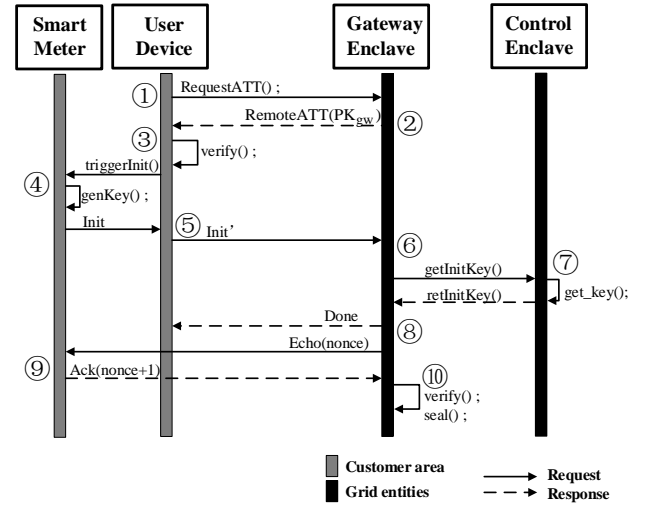 Smart Meter
User Device
Gateway Enclave
Control Enclave
① RequestATT() ;
RemoteATT(PKgw) ②
③ verify() ;
triggerInit()
④ genKey() ;
Init
⑤ Init’
⑥
getInitKey() ⑦
get_key();
retInitKey()
Done ⑧
Echo(nonce)
⑨ Ack(nonce+1)
⑩
verify() ;
seal() ;
Customer area
Grid entities
Request
Response